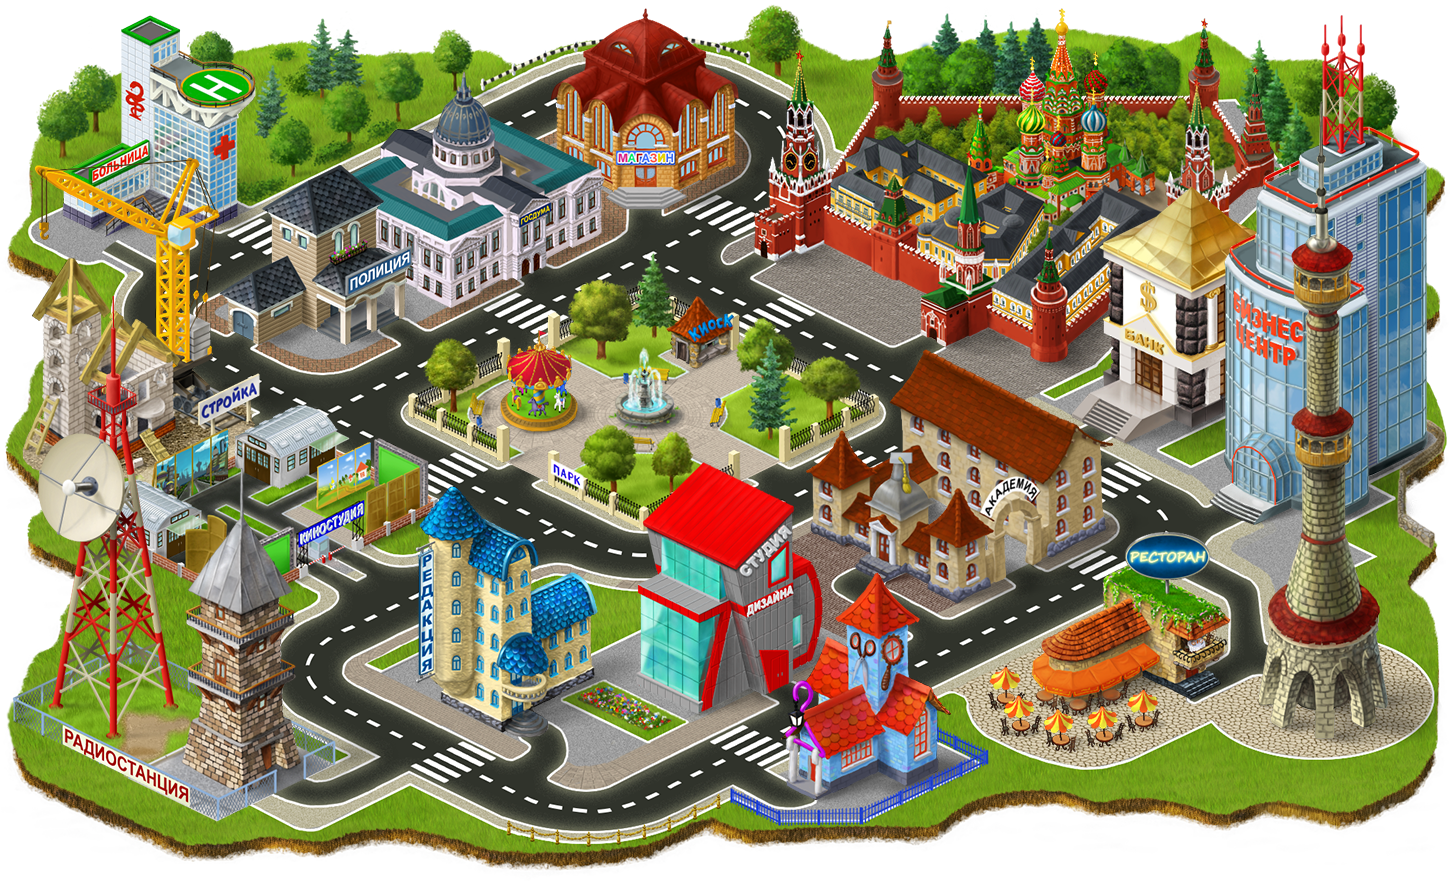 H
БОЛЬНИЦА
МАГАЗИН
ГОСДУМА
ПОЛИЦИЯ
$
БАНК
БИЗНЕС
ЦЕНТР
КИОСК
СТРОЙКА
ПАРК
КИНОСТУДИЯ
АКАДЕМИЯ
РЕСТОРАН
СТУДИЯ
ДИЗАЙНА
РЕДАКЦИЯ
РАДИОСТАНЦИЯ